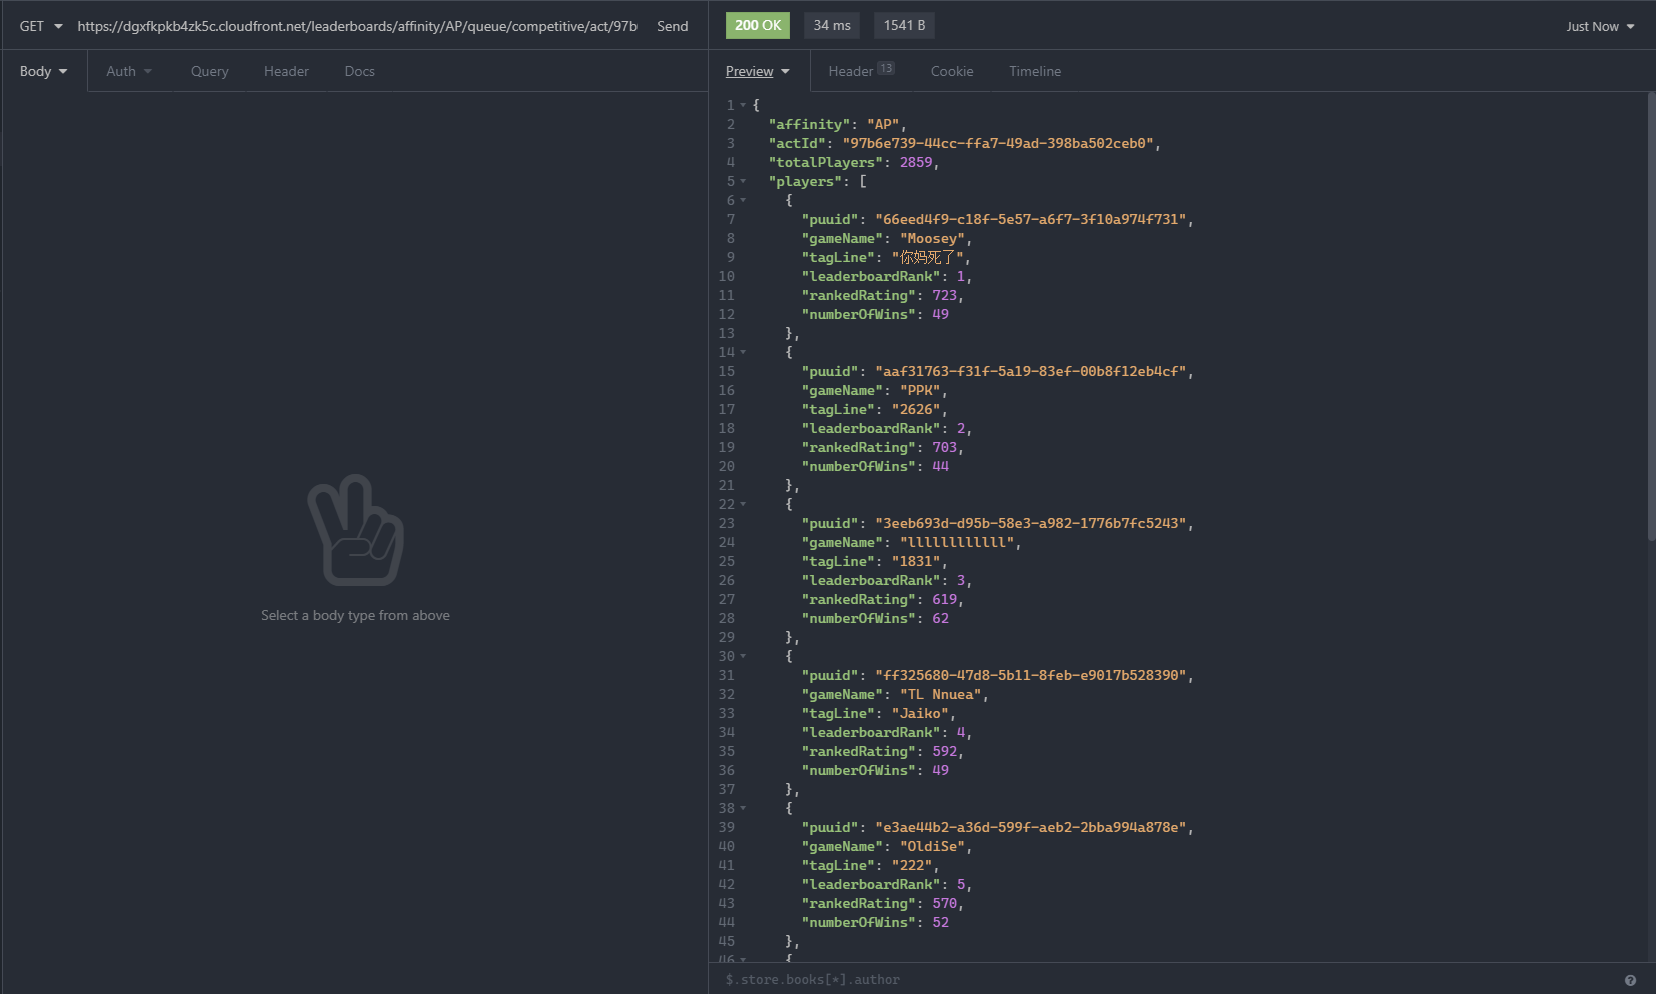 GET https://dgxfkpkb4zk5c.cloudfront.net/leaderboards/affinity/AP/queue/competitive/act/97b Send
200 OK 34 ms 1541 B Just Now
Body Auth Query Header Docs
Preview Header 13 Cookie Timeline
Select a body type from above
1 {
2 "affinity": "AP",
3 "actId": "97b6e739-44cc-ffa7-49ad-398ba502ceb0",
4 "totalPlayers": 2859,
5 "players": [
6 {
7 "puuid": "66eed4f9-c18f-5e57-a6f7-3f10a974f731",
8 "gameName": "Moosey",
9 "tagLine": "你妈死了",
10 "leaderboardRank": 1,
11 "rankedRating": 723,
12 "numberOfWins": 49
13 },
14 {
15 "puuid": "aaf31763-f31f-5a19-83ef-00b8f12eb4cf",
16 "gameName": "PPK",
17 "tagLine": "2626",
18 "leaderboardRank": 2,
19 "rankedRating": 703,
20 "numberOfWins": 44
21 },
22 {
23 "puuid": "3eeb693d-d95b-58e3-a982-1776b7fc5243",
24 "gameName": "llllllllllll",
25 "tagLine": "1831",
26 "leaderboardRank": 3,
27 "rankedRating": 619,
28 "numberOfWins": 62
29 },
30 {
31 "puuid": "ff325680-47d8-5b11-8feb-e9017b528390",
32 "gameName": "TL Nnuea",
33 "tagLine": "Jaiko",
34 "leaderboardRank": 4,
35 "rankedRating": 592,
36 "numberOfWins": 49
37 },
38 {
39 "puuid": "e3ae44b2-a36d-599f-aeb2-2bba994a878e",
40 "gameName": "OldiSe",
41 "tagLine": "222",
42 "leaderboardRank": 5,
43 "rankedRating": 570,
44 "numberOfWins": 52
45 },
46 {
$.store.books[*].author